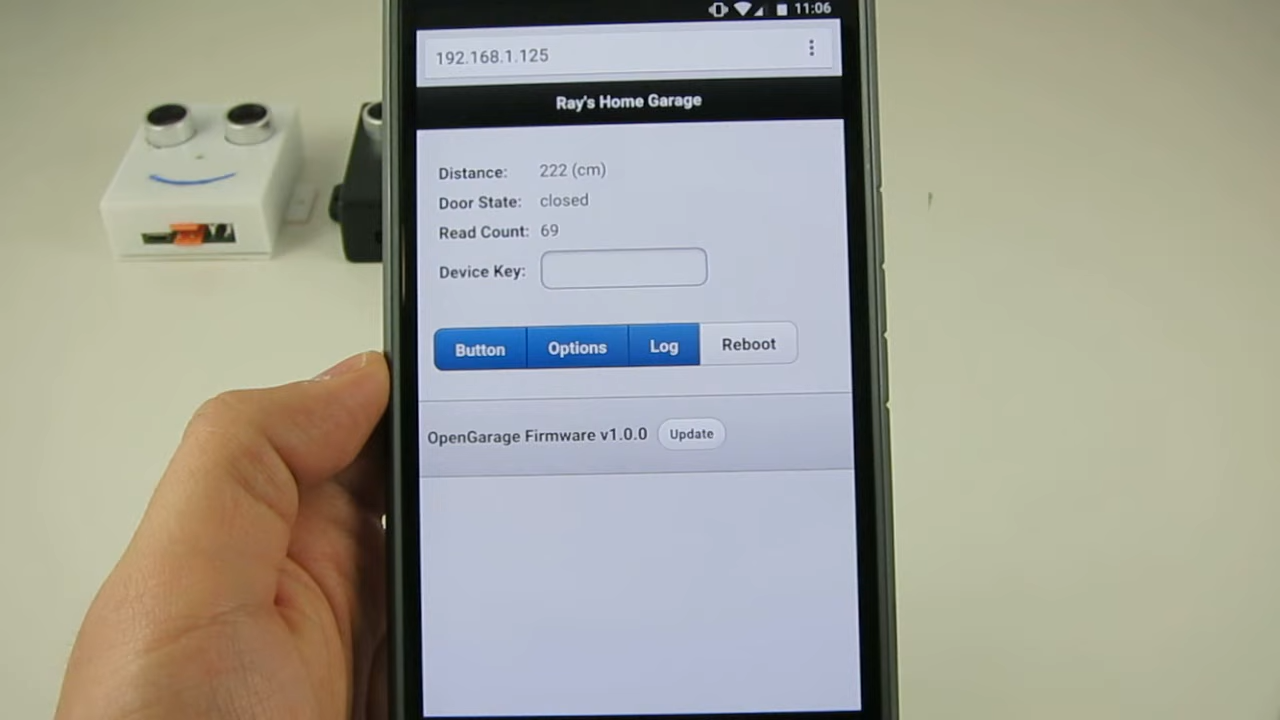 11:06
192.168.1.125
Ray's Home Garage
Distance: 222 (cm)
Door State: closed
Read Count: 69
Device Key:
Button Options Log Reboot
OpenGarage Firmware v1.0.0 Update